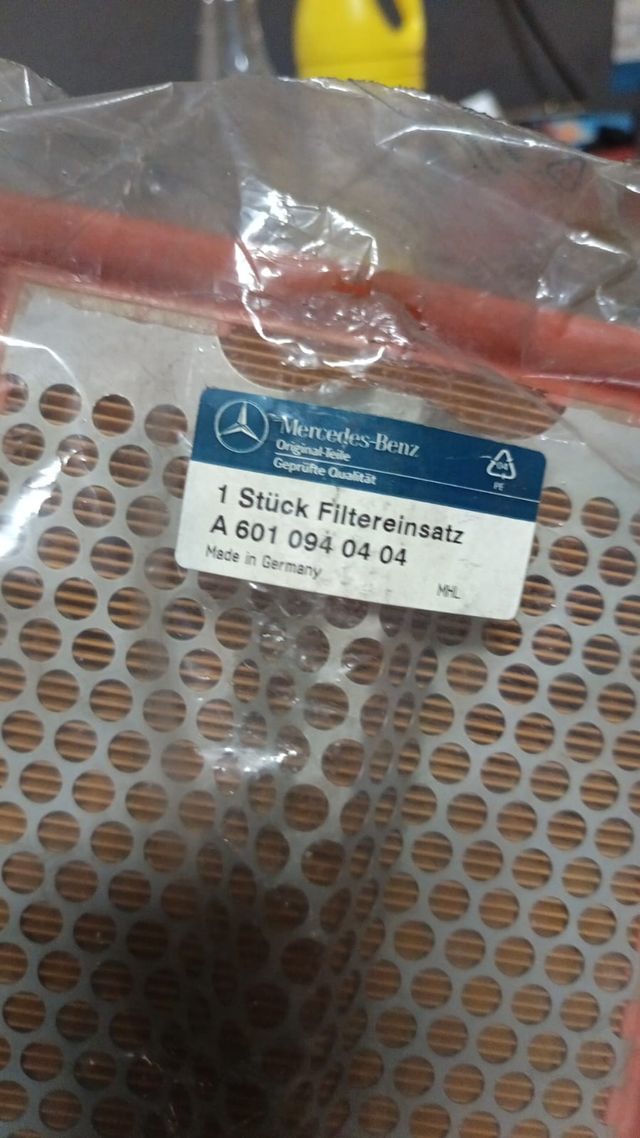 Mercedes-Benz
Original-Teile
Geprüfte Qualität
04
PE
1 Stück Filtereinsatz
A 601 094 04 04
Made in Germany
MHL